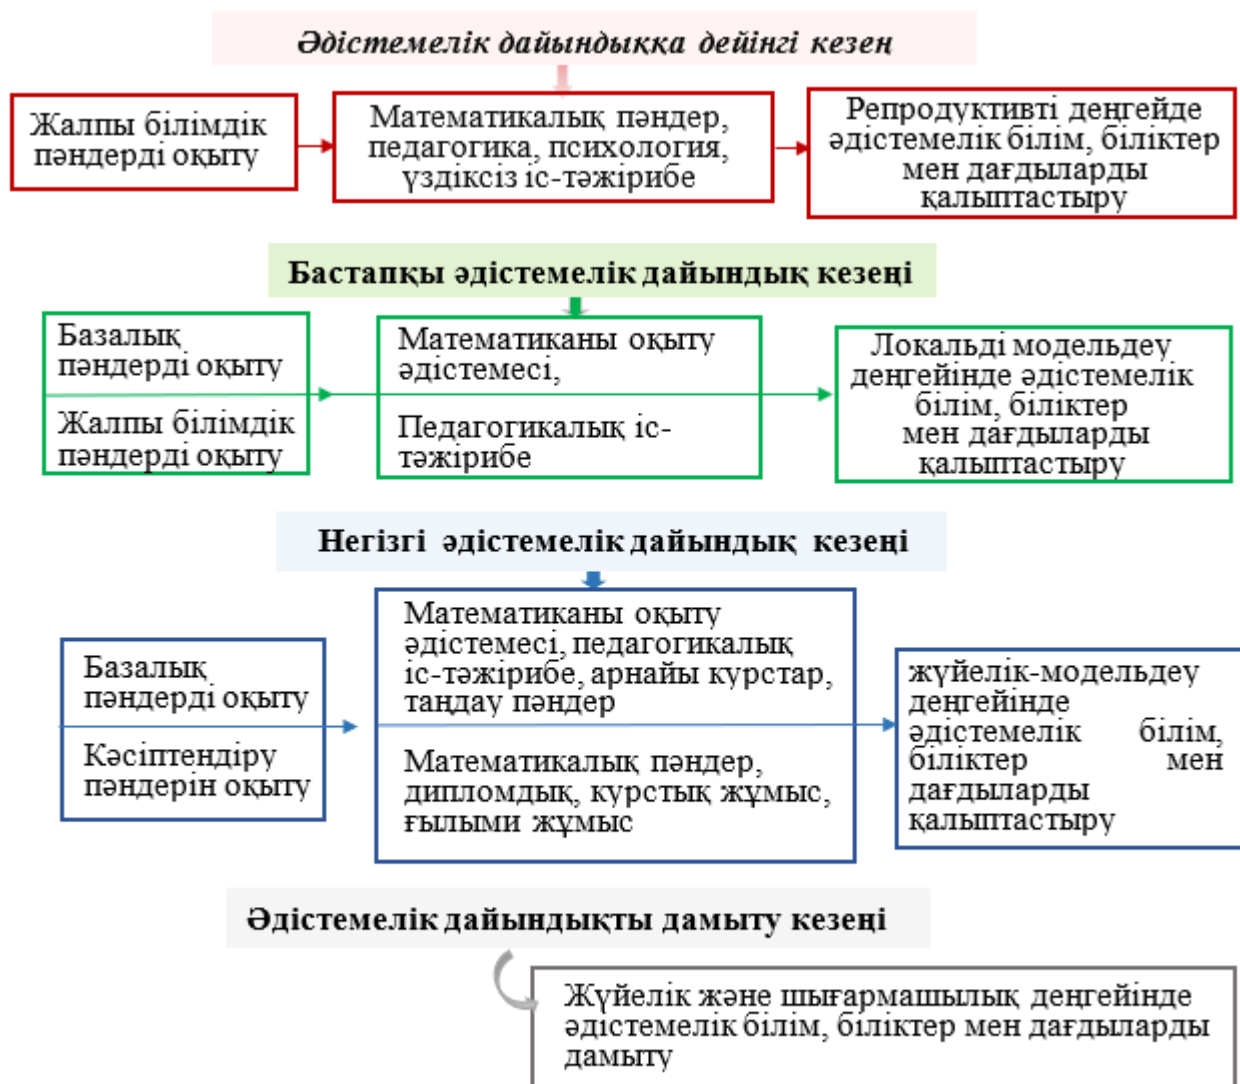 Әдістемелік дайындыққа дейінгі кезең
Жалпы білімдік
пәндерді оқыту
Математикалық пәндер,
педагогика, психология,
үздіксіз іс-тәжірибе
Репродуктивті деңгейде
әдістемелік білім, біліктер
мен дағдыларды
қалыптастыру
Бастапқы әдістемелік дайындық кезеңі
Базалық
пәндерді оқыту
Жалпы білімдік
пәндерді оқыту
Математиканы оқыту
әдістемесі,
Педагогикалық іс-
тәжірибе
Локальді модельдеу
деңгейінде әдістемелік
білім, біліктер
мен дағдыларды
қалыптастыру
Негізгі әдістемелік дайындық кезеңі
Базалық
пәндерді оқыту
Кәсіптендіру
пәндерін оқыту
Математиканы оқыту
әдістемесі, педагогикалық
іс-тәжірибе, арнайы курстар,
таңдау пәндер
Математикалық пәндер,
дипломдық, курстық жұмыс,
ғылыми жұмыс
жүйелік-модельдеу
деңгейінде
әдістемелік білім,
біліктер мен
дағдыларды
қалыптастыру
Әдістемелік дайындықты дамыту кезеңі
Жүйелік және шығармашылық деңгейінде
әдістемелік білім, біліктер мен дағдыларды
дамыту